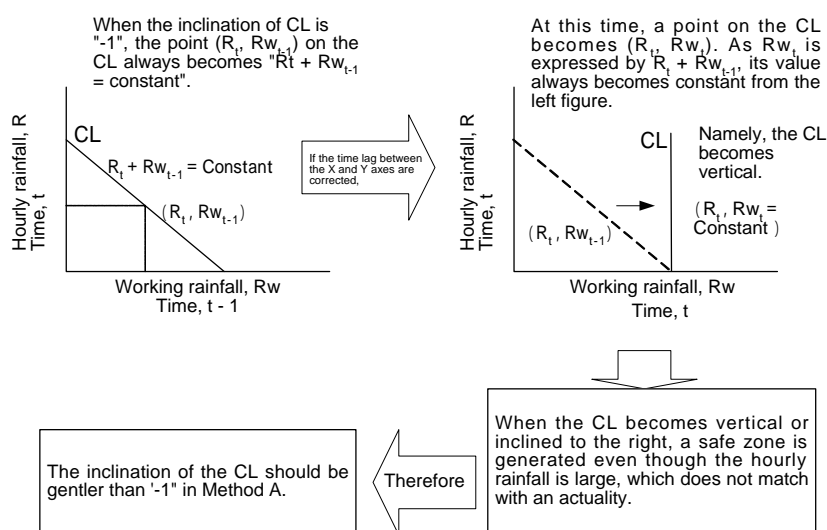 When the inclination of CL is
"-1", the point (Rt, Rwt-1) on the
CL always becomes "Rt + Rwt-1
= constant".
Hourly rainfall, R
Time, t
CL
Rt + Rwt-1 = Constant
(Rt, Rwt-1)
Working rainfall, Rw
Time, t - 1
If the time lag between
the X and Y axes are
corrected,
At this time, a point on the CL
becomes (Rt, Rwt). As Rwt is
expressed by Rt + Rwt-1, its value
always becomes constant from the
left figure.
Hourly rainfall, R
Time, t
CL
Namely, the CL
becomes
vertical.
(Rt, Rwt =
Constant )
(Rt, Rwt-1)
Working rainfall, Rw
Time, t
When the CL becomes vertical or
inclined to the right, a safe zone is
generated even though the hourly
rainfall is large, which does not match
with an actuality.
Therefore
The inclination of the CL should be
gentler than '-1" in Method A.